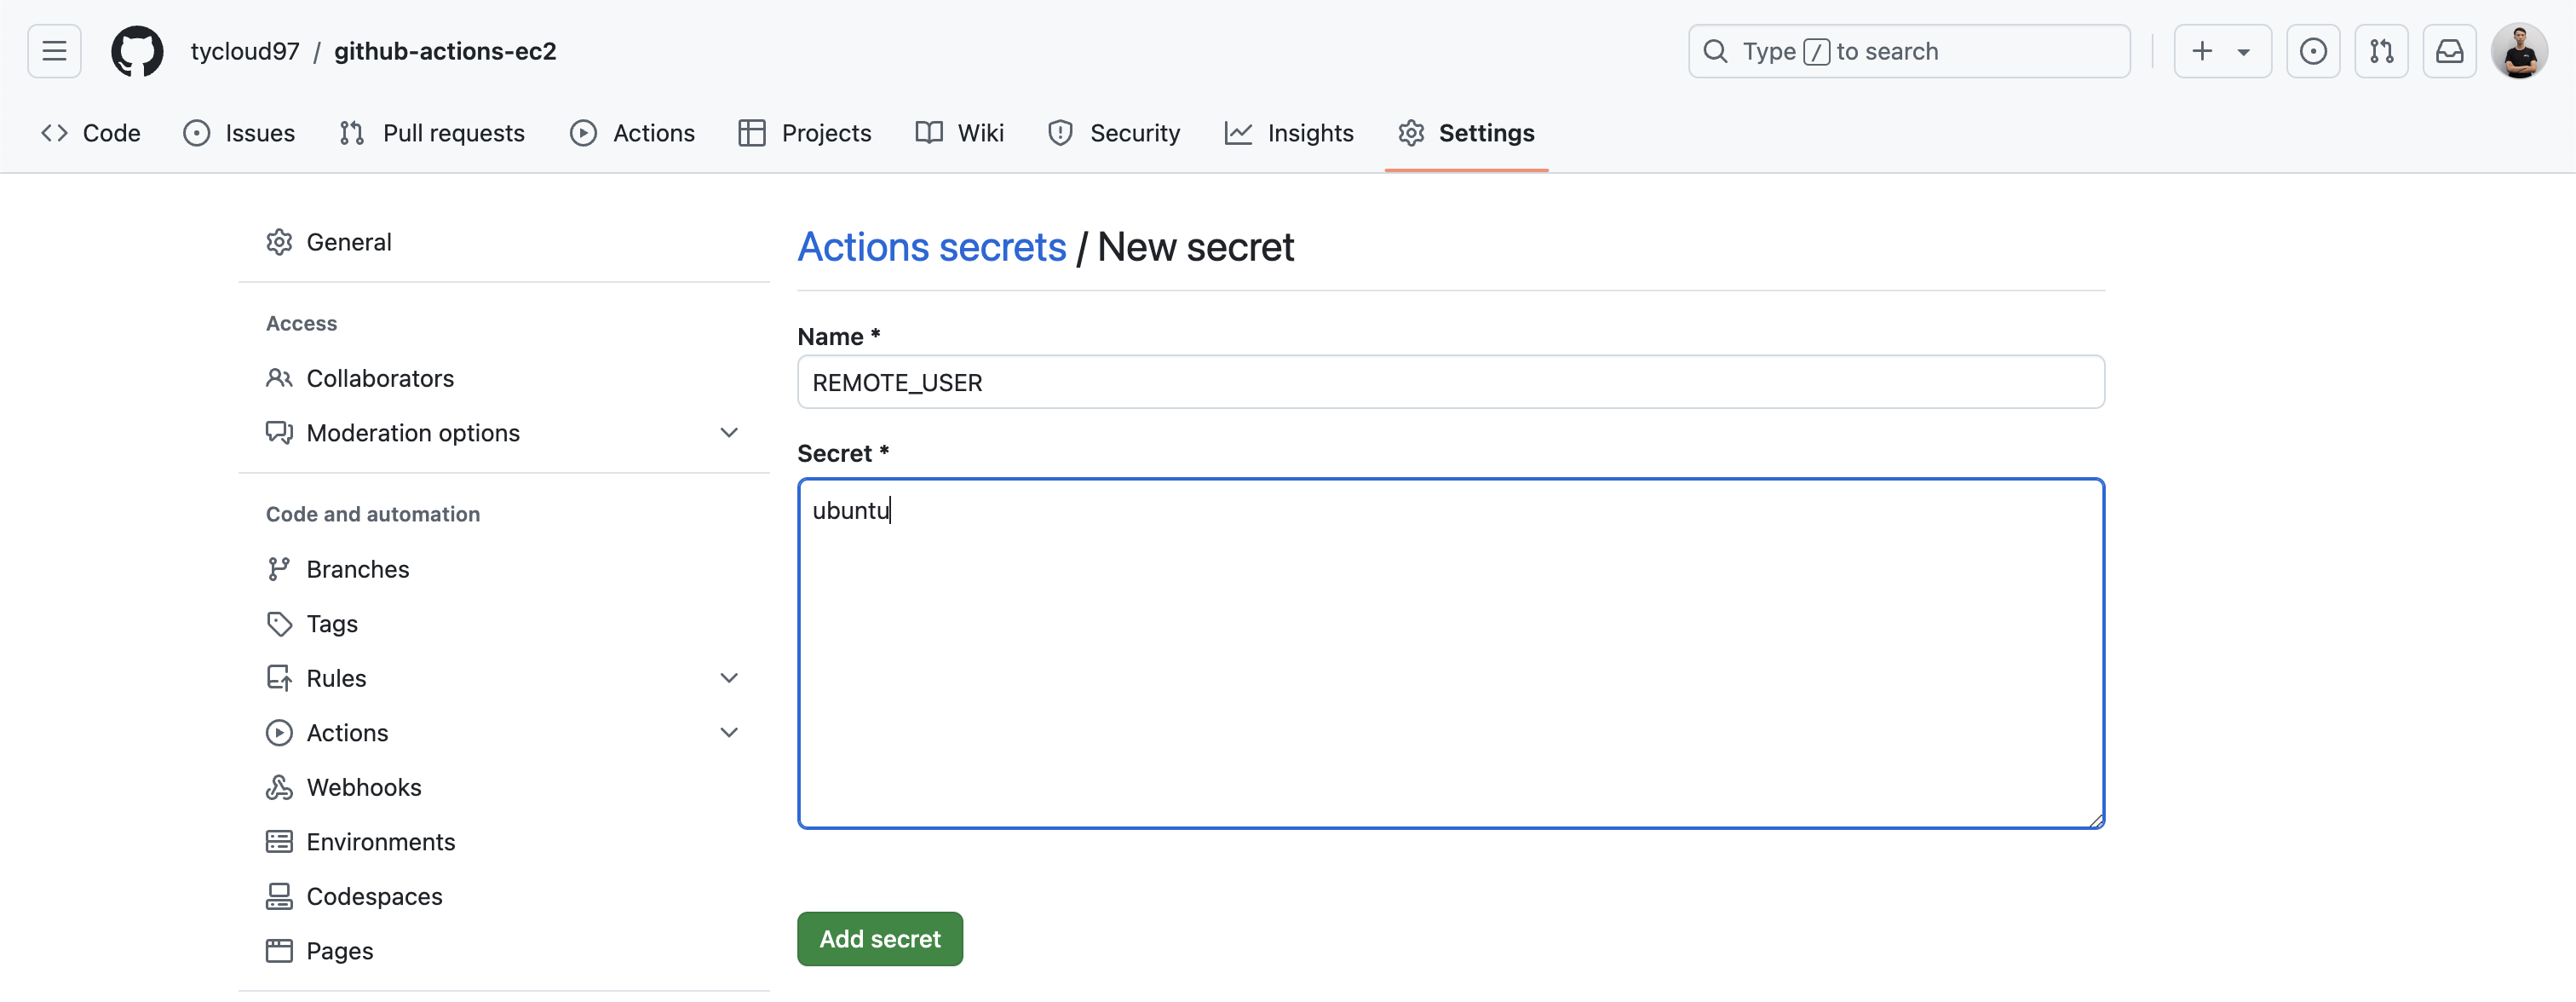 tycloud97 / github-actions-ec2
Type / to search
Code Issues Pull requests Actions Projects Wiki Security Insights Settings
General
Access
Collaborators
Moderation options
Code and automation
Branches
Tags
Rules
Actions
Webhooks
Environments
Codespaces
Pages
Actions secrets / New secret
Name *
REMOTE_USER
Secret *
ubuntu
Add secret